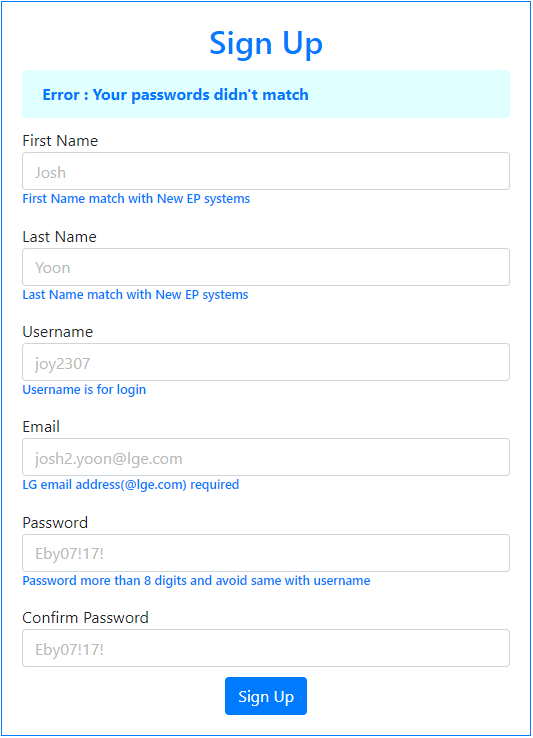 Sign Up
Error : Your passwords didn't match
First Name
Josh
First Name match with New EP systems
Last Name
Yoon
Last Name match with New EP systems
Username
joy2307
Username is for login
Email
josh2.yoon@lge.com
LG email address(@lge.com) required
Password
Eby07!17!
Password more than 8 digits and avoid same with username
Confirm Password
Eby07!17!
Sign Up